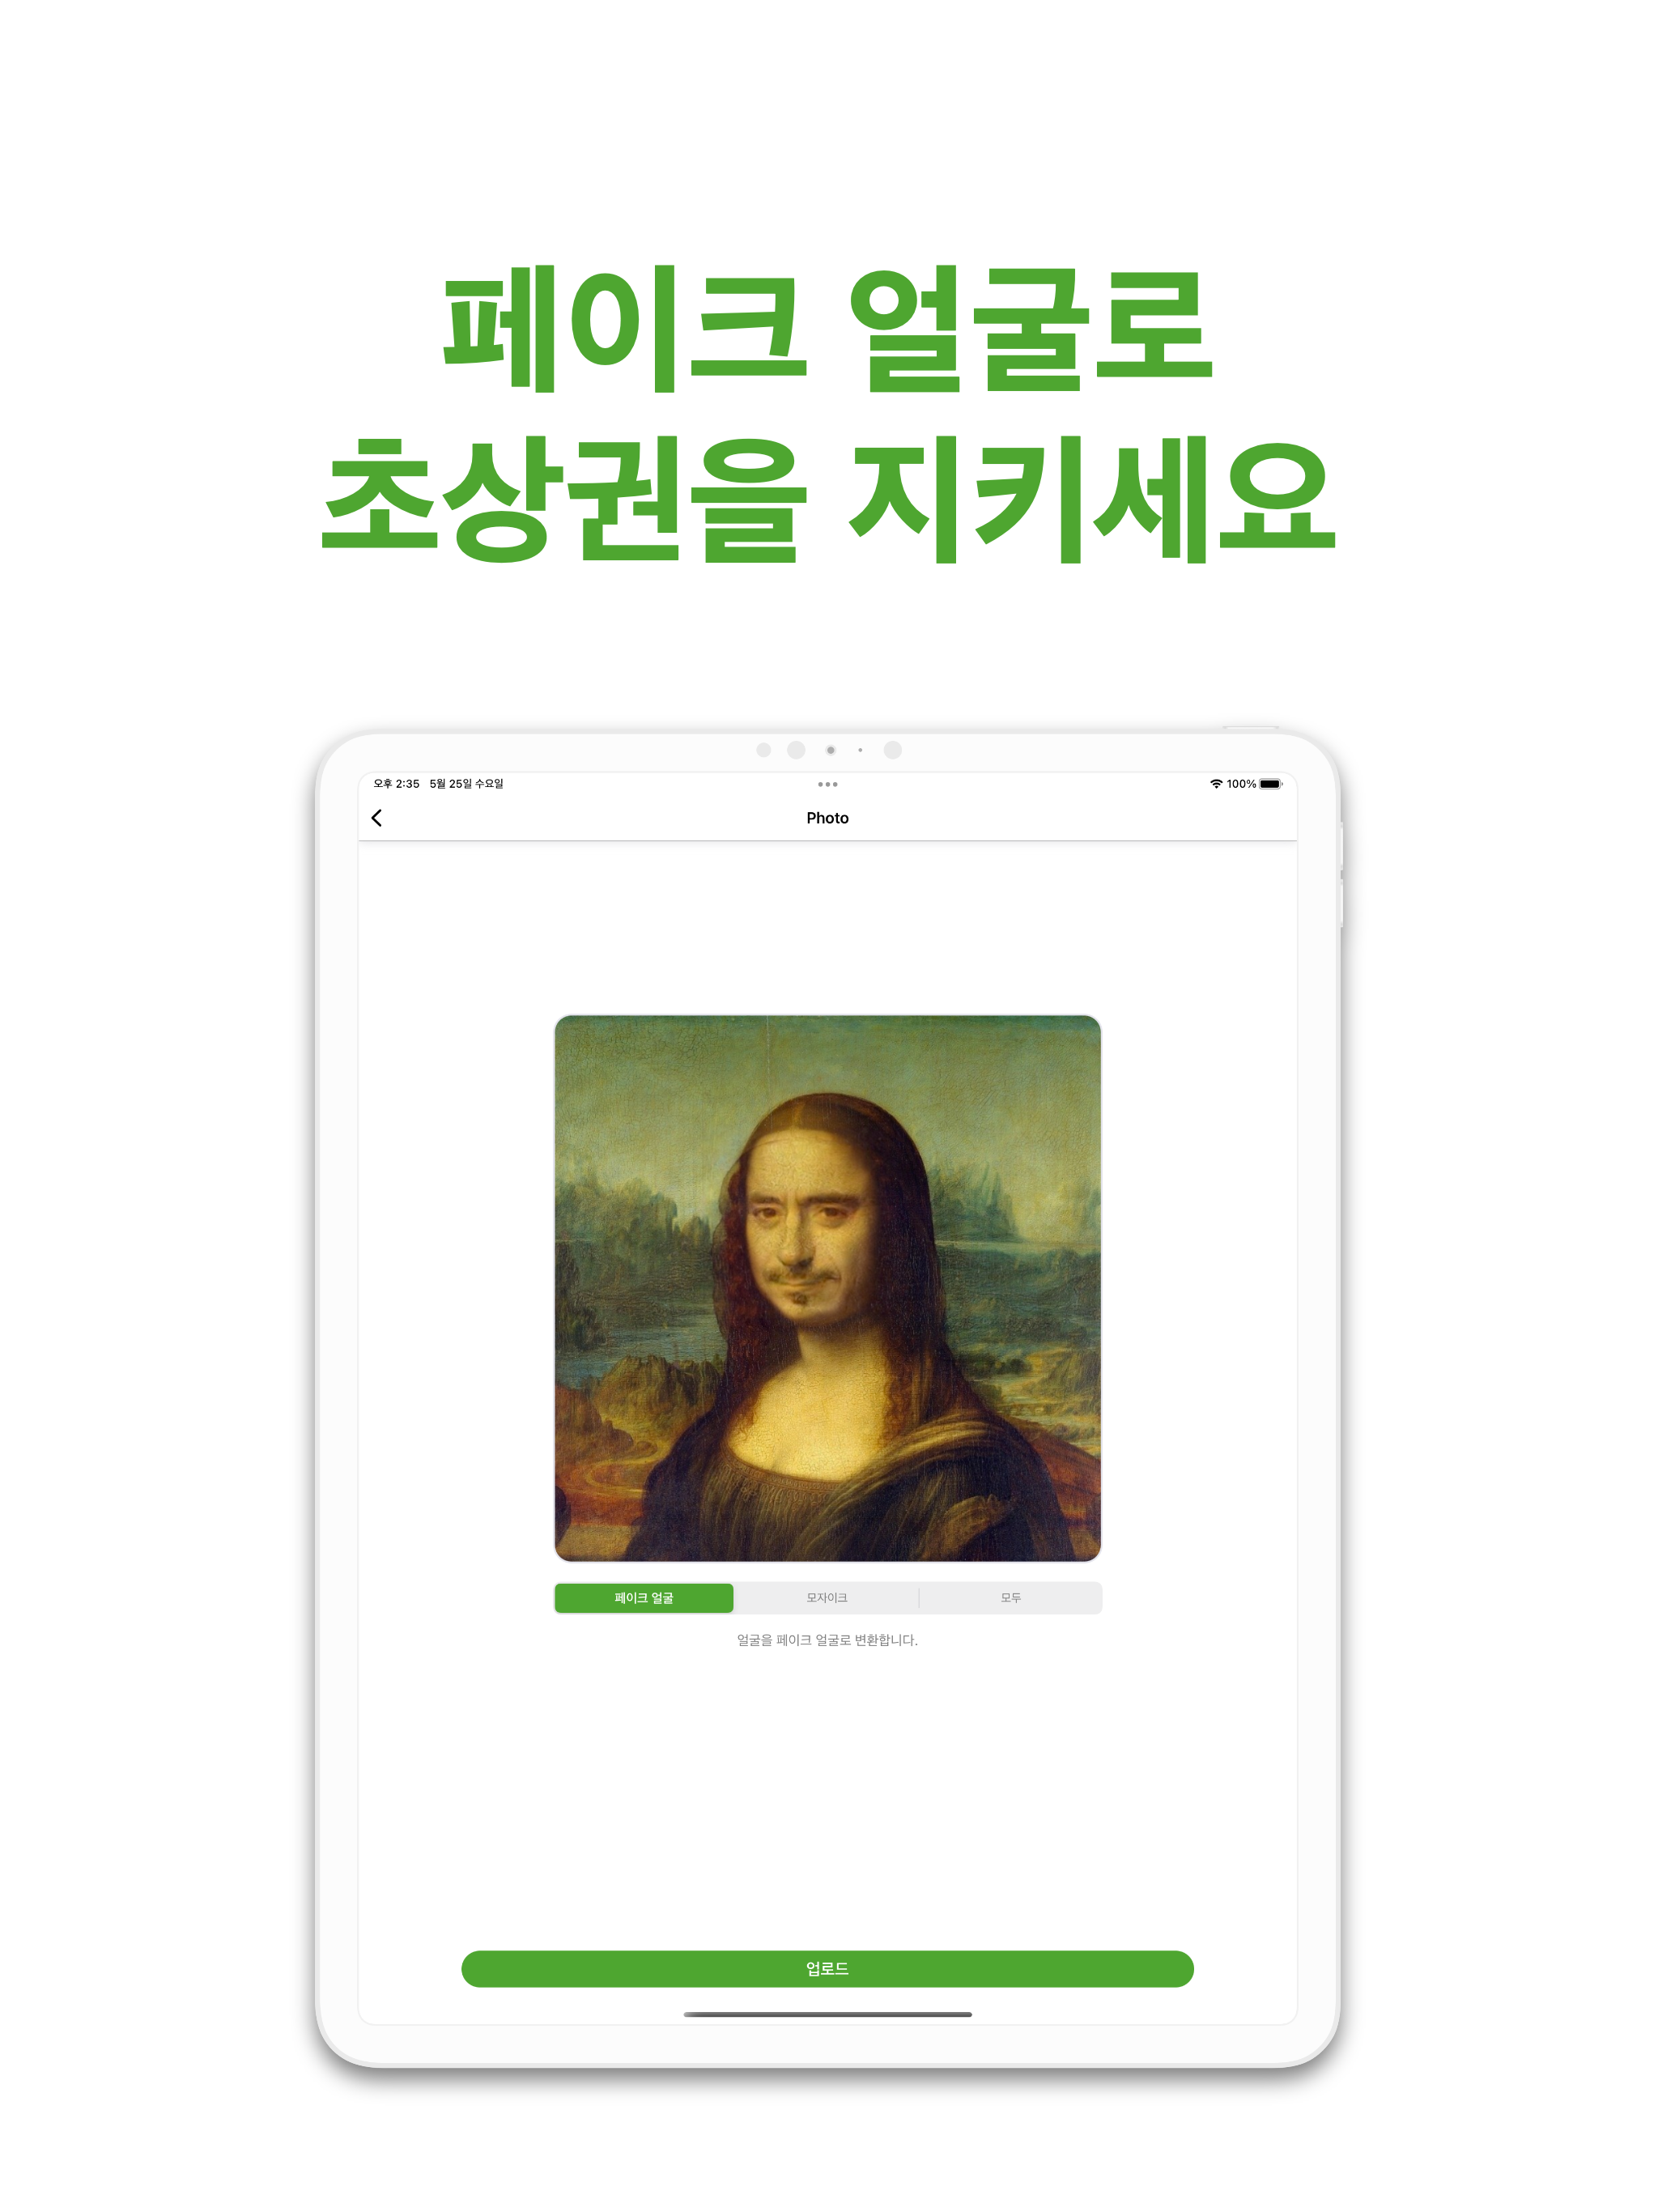 페이크 얼굴로
초상권을 지키세요
오후 2:35 5월 25일 수요일
100%
Photo
페이크 얼굴 모자이크 모두
얼굴을 페이크 얼굴로 변환합니다.
업로드